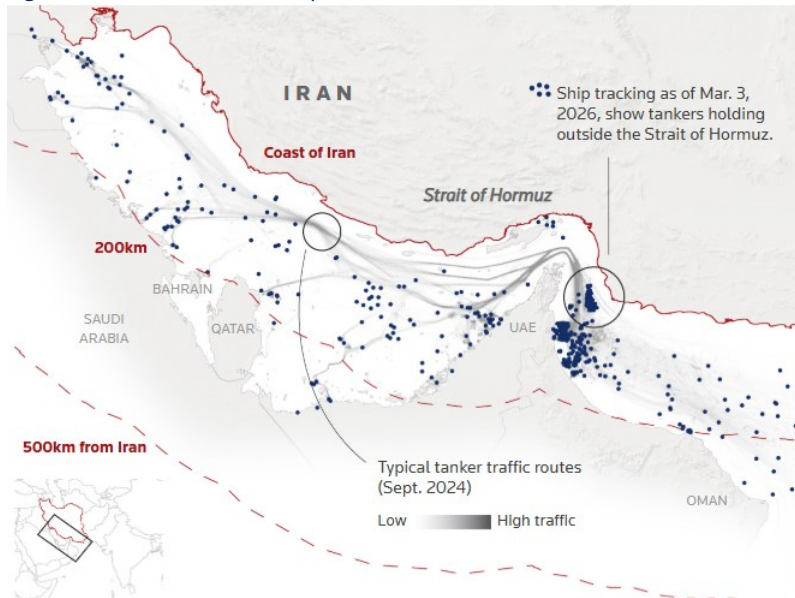 IRAN
Ship tracking as of Mar. 3,
2026, show tankers holding
outside the Strait of Hormuz.
Coast of Iran
Strait of Hormuz
200km
BAHRAIN
SAUDI
ARABIA
QATAR
UAE
500km from Iran
Typical tanker traffic routes
(Sept. 2024)
Low
High traffic
OMAN